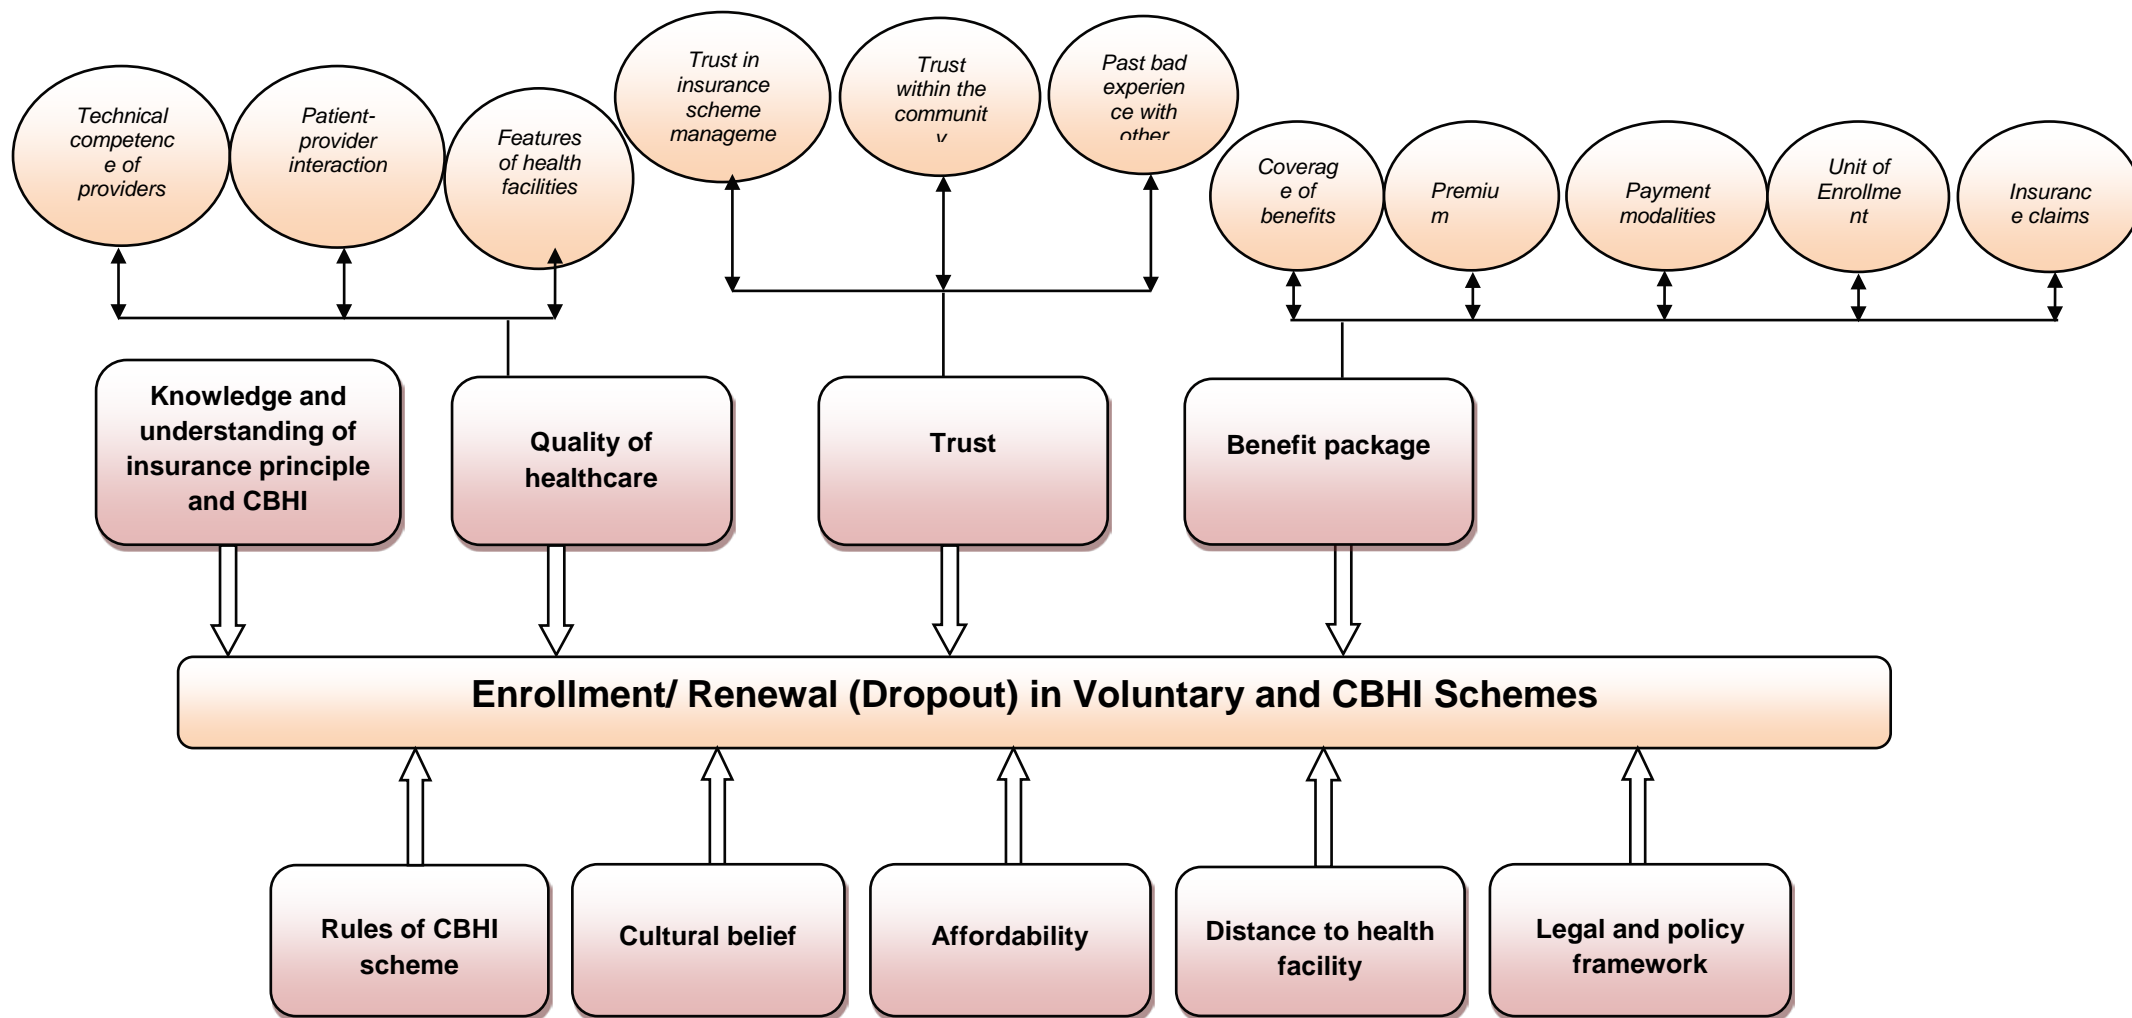 Technical
competenc
e of
providers
Patient-
provider
interaction
Features
of health
facilities
Trust in
insurance
scheme
manageme
Trust
within the
communit
y
Past bad
experien
ce with
other
Coverag
e of
benefits
Premiu
m
Payment
modalities
Unit of
Enrollme
nt
Insuranc
e claims
Knowledge and
understanding of
insurance principle
and CBHI
Quality of
healthcare
Trust
Benefit package
Enrollment/ Renewal (Dropout) in Voluntary and CBHI Schemes
Rules of CBHI
scheme
Cultural belief
Affordability
Distance to health
facility
Legal and policy
framework